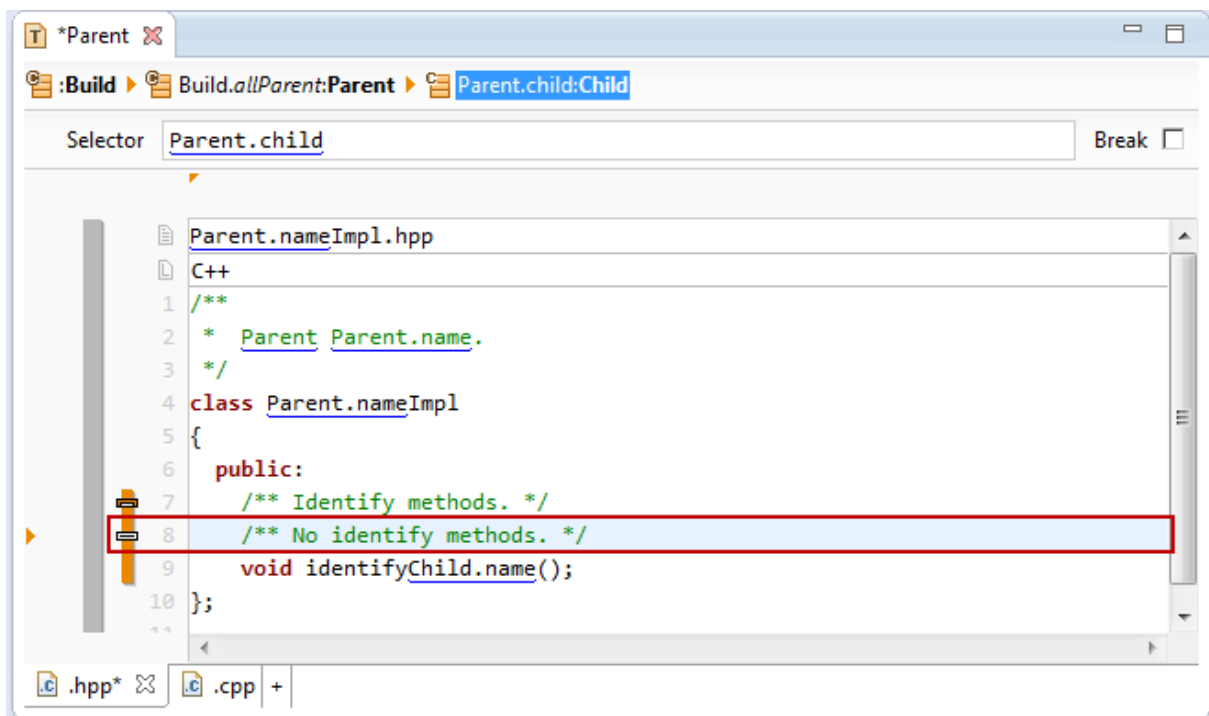 *Parent
:Build Build.allParent:Parent Parent.child:Child
Selector Parent.child Break
Parent.nameImpl.hpp
C++
1 /**
2 * Parent Parent.name.
3 */
4 class Parent.nameImpl
5 {
6 public:
7 /** Identify methods. */
8 /** No identify methods. */
9 void identifyChild.name();
10 };
11
.hpp* .cpp +